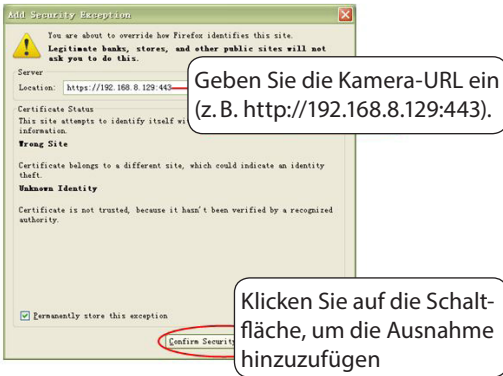 Add Security Exception
You are about to override how Firefox identifies this site.
Legitimate banks, stores, and other public sites will not
ask you to do this.
Server
Location: https://192.168.8.129:443
Geben Sie die Kamera-URL ein
(z. B. http://192.168.8.129:443).
Certificate Status
This site attempts to identify itself
information.
Wrong Site
Certificate belongs to a different site, which could indicate an identity
theft.
Unknown Identity
Certificate is not trusted, because it hasn't been verified by a recognized
authority.
Permanently store this exception
Confirm Security
Klicken Sie auf die Schalt-
fläche, um die Ausnahme
hinzuzufügen